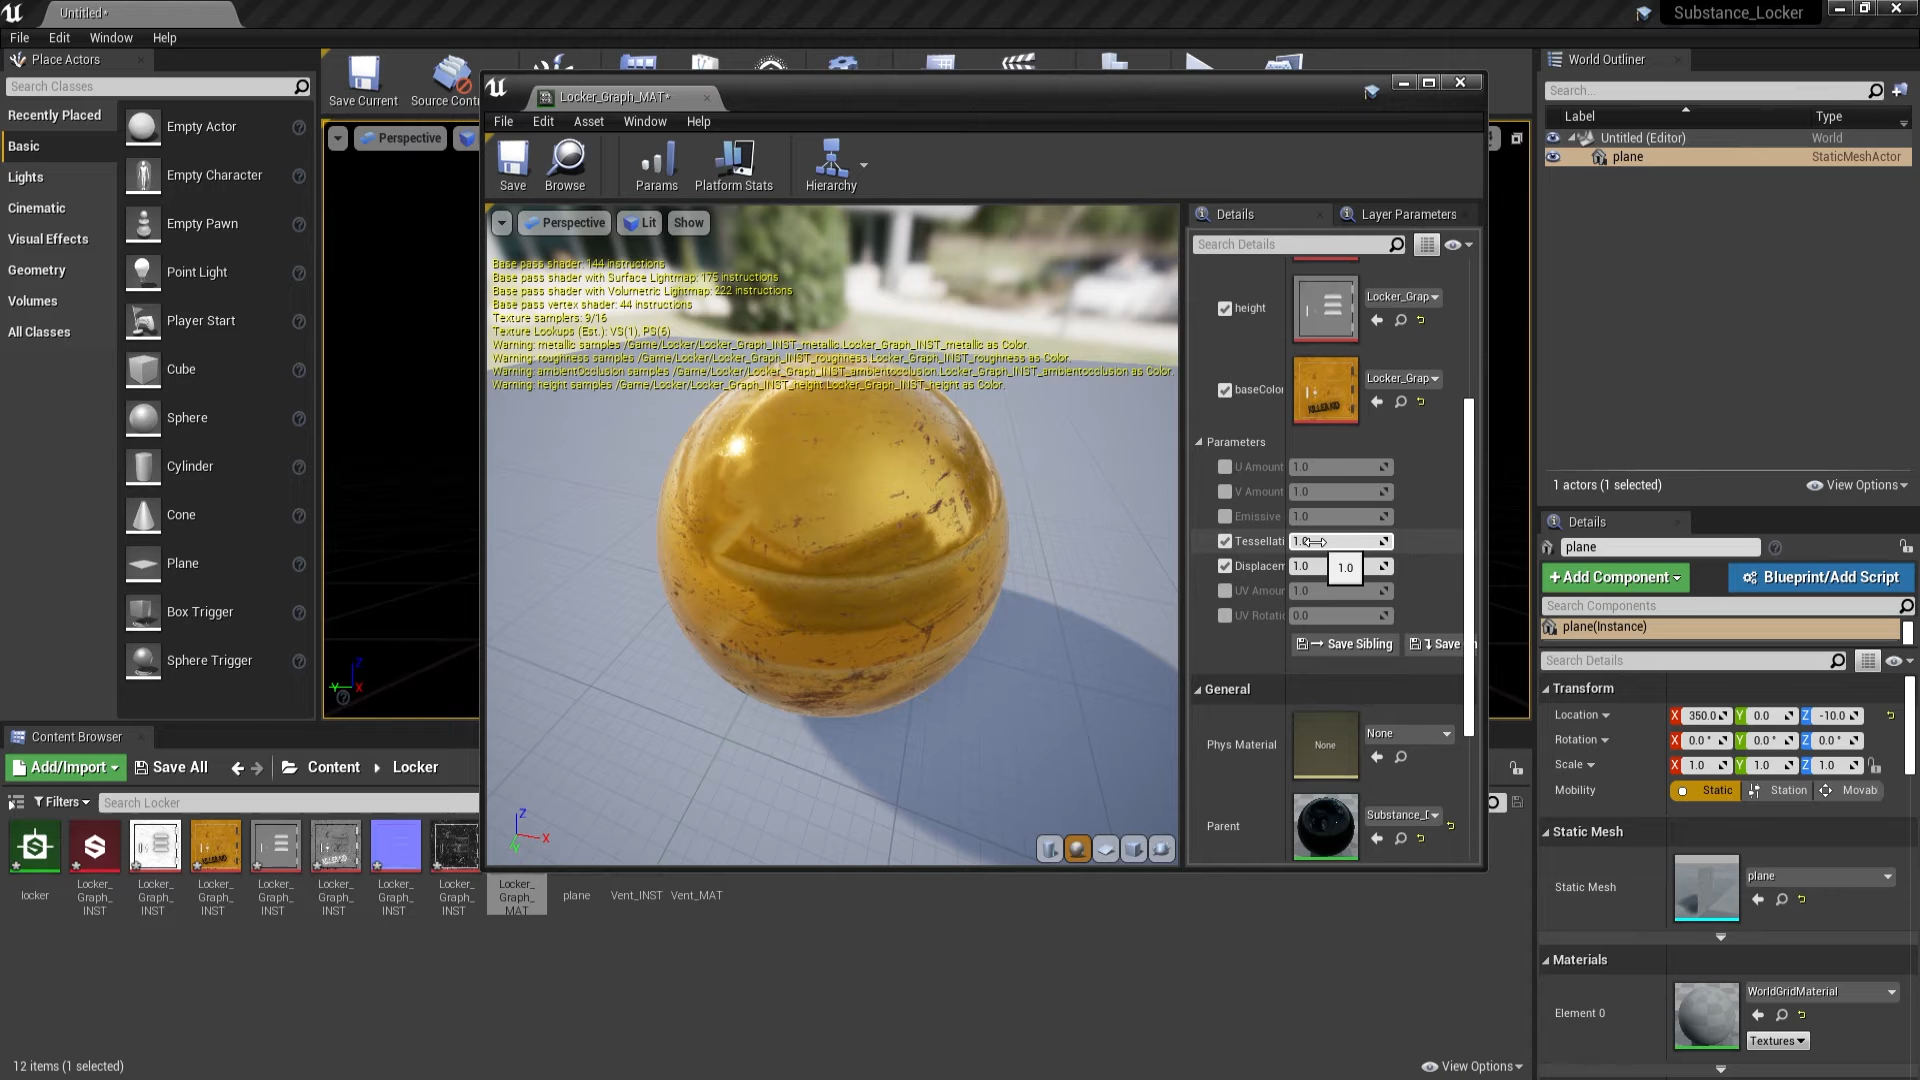 Untitled*
Substance_Locker
File Edit Window Help
Place Actors
Search Classes
Recently Placed
Basic
Lights
Cinematic
Visual Effects
Geometry
Volumes
All Classes
Empty Actor
Empty Character
Empty Pawn
Point Light
Player Start
Cube
Sphere
Cylinder
Cone
Plane
Box Trigger
Sphere Trigger
Save Current
Source Cont
Perspective
Locker_Graph_MAT*
File Edit Asset Window Help
Save
Browse
Params
Platform Stats
Hierarchy
Perspective
Lit
Show
Base pass shader: 144 instructions
Base pass shader with Surface Lightmap: 175 instructions
Base pass shader with Volumetric Lightmap: 222 instructions
Base pass vertex shader: 44 instructions
Texture samplers: 9/16
Texture Lookups (Est.): VS(1), PS(6)
Warning: metallic samples /Game/Locker/Locker_Graph_INST_metallic.Locker_Graph_INST_metallic as Color.
Warning: roughness samples /Game/Locker/Locker_Graph_INST_roughness.Locker_Graph_INST_roughness as Color.
Warning: ambientOcclusion samples /Game/Locker/Locker_Graph_INST_ambientocclusion.Locker_Graph_INST_ambientocclusion as Color.
Warning: height samples /Game/Locker/Locker_Graph_INST_height.Locker_Graph_INST_height as Color.
Z
X
Y
Details
Layer Parameters
Search Details
height
Locker_Grap
baseColor
Locker_Grap
KILLER KID
Parameters
U Amount 1.0
V Amount 1.0
Emissive 1.0
Tessellati 1.0
Displacem 1.0
1.0
UV Amour 1.0
UV Rotatic 0.0
Save Sibling
Save
General
Phys Material
None
None
Parent
Substance_D
World Outliner
Search...
Label Type
Untitled (Editor) World
plane StaticMeshActor
1 actors (1 selected)
View Options
Details
plane
+Add Component
Blueprint/Add Script
Search Components
plane(Instance)
Search Details
Transform
Location X 350.0 Y 0.0 Z -10.0
Rotation X 0.0 ° Y 0.0 ° Z 0.0 °
Scale X 1.0 Y 1.0 Z 1.0
Mobility Static Station Movab
Static Mesh
Static Mesh
plane
Materials
Element 0
WorldGridMaterial
Textures
Content Browser
Add/Import
Save All
Content
Locker
Filters
Search Locker
locker
Locker_
Graph_
INST
Locker_
Graph_
INST
Locker_
Graph_
INST
Locker_
Graph_
INST
Locker_
Graph_
INST
Locker_
Graph_
INST
Locker_
Graph_
INST
Locker_
Graph_
MAT
plane
Vent_INST
Vent_MAT
12 items (1 selected)
View Options